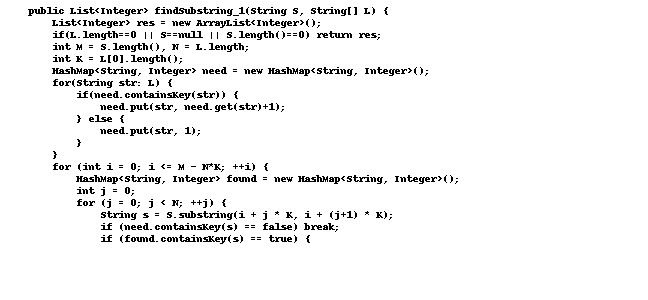 public List<Integer> findSubstring_1(String S, String[] L) {
List<Integer> res = new ArrayList<Integer>();
if(L.length==0 || S==null || S.length()==0) return res;
int M = S.length(), N = L.length;
int K = L[0].length();
HashMap<String, Integer> need = new HashMap<String, Integer>();
for(String str: L) {
if(need.containsKey(str)) {
need.put(str, need.get(str)+1);
} else {
need.put(str, 1);
}
}
for (int i = 0; i <= M - N*K; ++i) {
HashMap<String, Integer> found = new HashMap<String, Integer>();
int j = 0;
for (j = 0; j < N; ++j) {
String s = S.substring(i + j * K, i + (j+1) * K);
if (need.containsKey(s) == false) break;
if (found.containsKey(s) == true) {